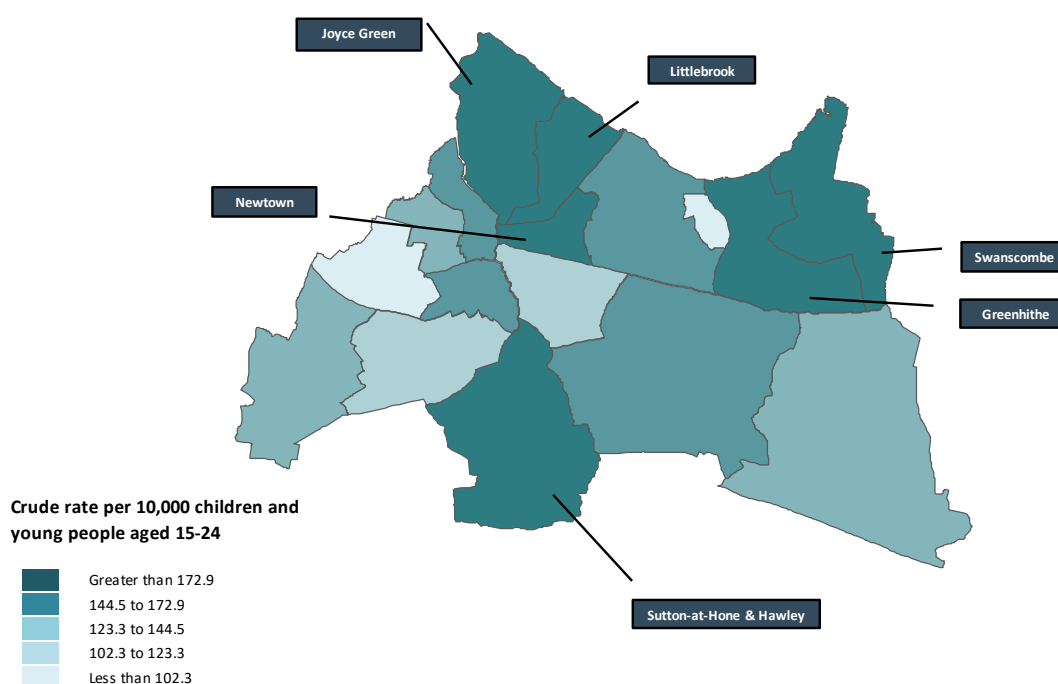 Joyce Green
Littlebrook
Newtown
Swanscombe
Greenhithe
Crude rate per 10,000 children and
young people aged 15-24
Greater than 172.9
144.5 to 172.9
123.3 to 144.5
102.3 to 123.3
Less than 102.3
Sutton-at-Hone & Hawley